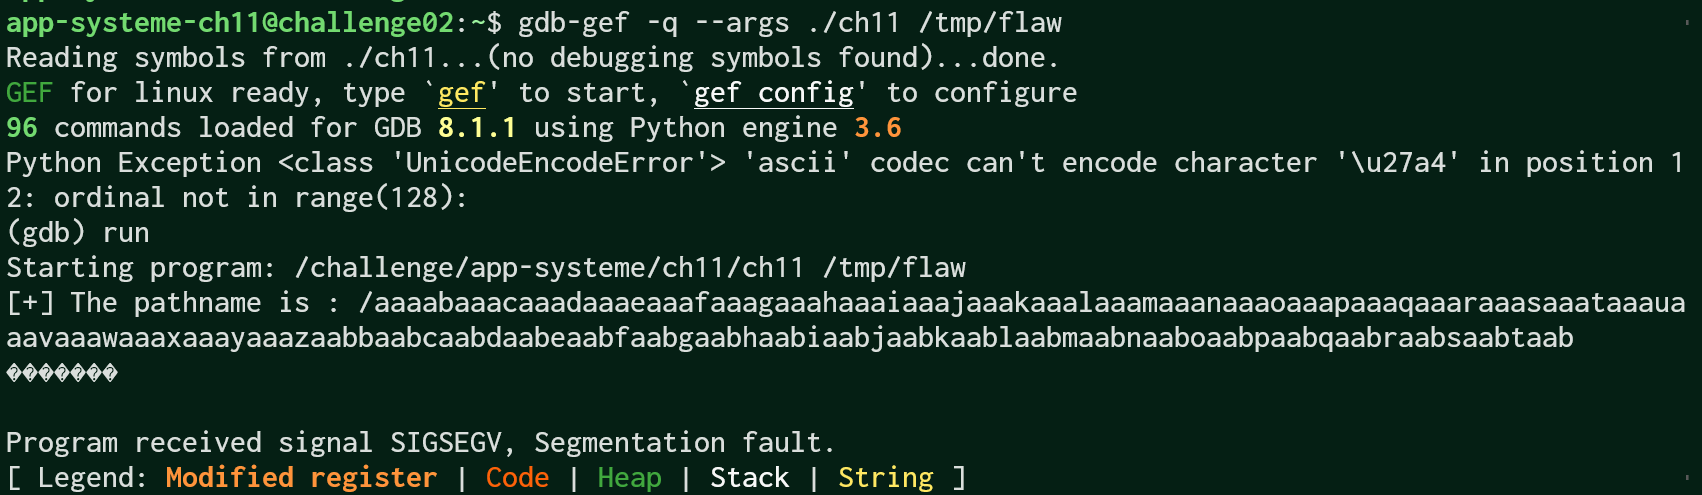 app-systeme-ch11@challenge02:~$ gdb-gef -q --args ./ch11 /tmp/flaw
Reading symbols from ./ch11...(no debugging symbols found)...done.
GEF for linux ready, type `gef' to start, `gef config' to configure
96 commands loaded for GDB 8.1.1 using Python engine 3.6
Python Exception <class 'UnicodeEncodeError'> 'ascii' codec can't encode character '\u27a4' in position 1
2: ordinal not in range(128):
(gdb) run
Starting program: /challenge/app-systeme/ch11/ch11 /tmp/flaw
[+] The pathname is : /aaaabaaacaaadaaaeaaafaaagaaahaaaiaaajaaakaaalaaamaaanaaaoaaapaaaqaaaraaasaaataaaua
aavaaawaaaxaaayaaazaabbaabcaabdaabeaabfaabgaabhaabiaabjaabkaablaabmaabnaaboaabpaabqaabraabsaabtaab
�������
Program received signal SIGSEGV, Segmentation fault.
[ Legend: Modified register | Code | Heap | Stack | String ]